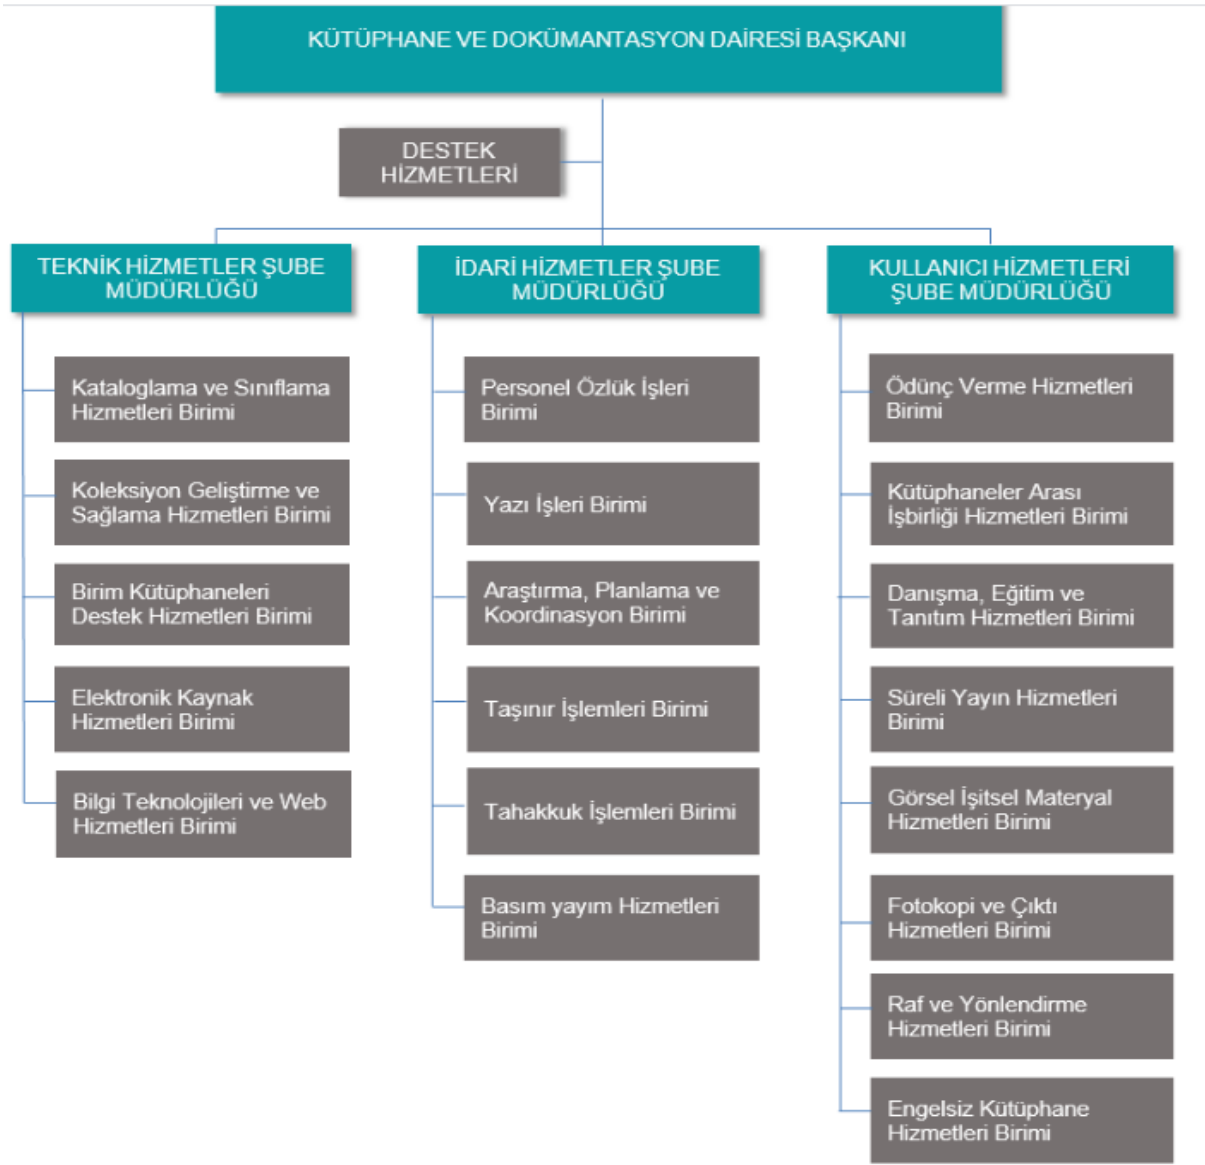 KÜTÜPHANE VE DOKÜMANTASYON DAİRESİ BAŞKANI
DESTEK
HİZMETLERİ
TEKNİK HİZMETLER ŞUBE
MÜDÜRLÜĞÜ
Kataloglama ve Sınıflama
Hizmetleri Birimi
Koleksiyon Geliştirme ve
Sağlama Hizmetleri Birimi
Birim Kütüphaneleri
Destek Hizmetleri Birimi
Elektronik Kaynak
Hizmetleri Birimi
Bilgi Teknolojileri ve Web
Hizmetleri Birimi
İDARİ HİZMETLER ŞUBE
MÜDÜRLÜĞÜ
Personel Özlük İşleri
Birimi
Yazı İşleri Birimi
Araştırma, Planlama ve
Koordinasyon Birimi
Taşınır İşlemleri Birimi
Tahakkuk İşlemleri Birimi
Basım yayım Hizmetleri
Birimi
KULLANICI HİZMETLERİ
ŞUBE MÜDÜRLÜĞÜ
Ödünç Verme Hizmetleri
Birimi
Kütüphaneler Arası
İşbirliği Hizmetleri Birimi
Danışma, Eğitim ve
Tanıtım Hizmetleri Birimi
Süreli Yayın Hizmetleri
Birimi
Görsel İşitsel Materyal
Hizmetleri Birimi
Fotokopi ve Çıktı
Hizmetleri Birimi
Raf ve Yönlendirme
Hizmetleri Birimi
Engelsiz Kütüphane
Hizmetleri Birimi